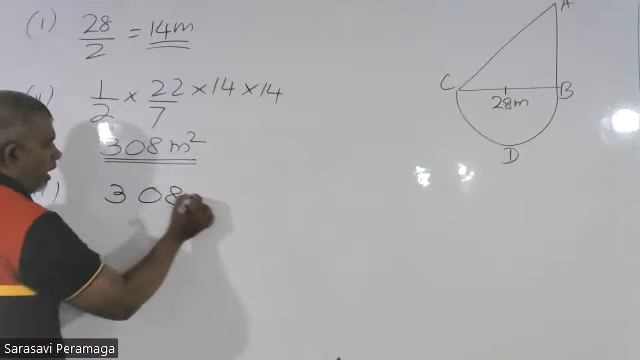 (i) 28/2 = 14m
1/2 × 22/7 × 14 × 14
308 m²
308
A
C
B
28m
D
Sarasavi Peramaga